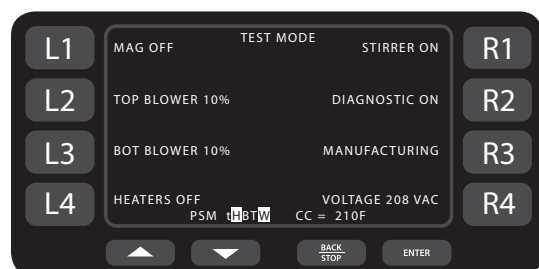 TEST MODE
L1 MAG OFF STIRRER ON R1
L2 TOP BLOWER 10% DIAGNOSTIC ON R2
L3 BOT BLOWER 10% MANUFACTURING R3
L4 HEATERS OFF VOLTAGE 208 VAC R4
PSM tHBTW CC = 210F
BACK
STOP
ENTER